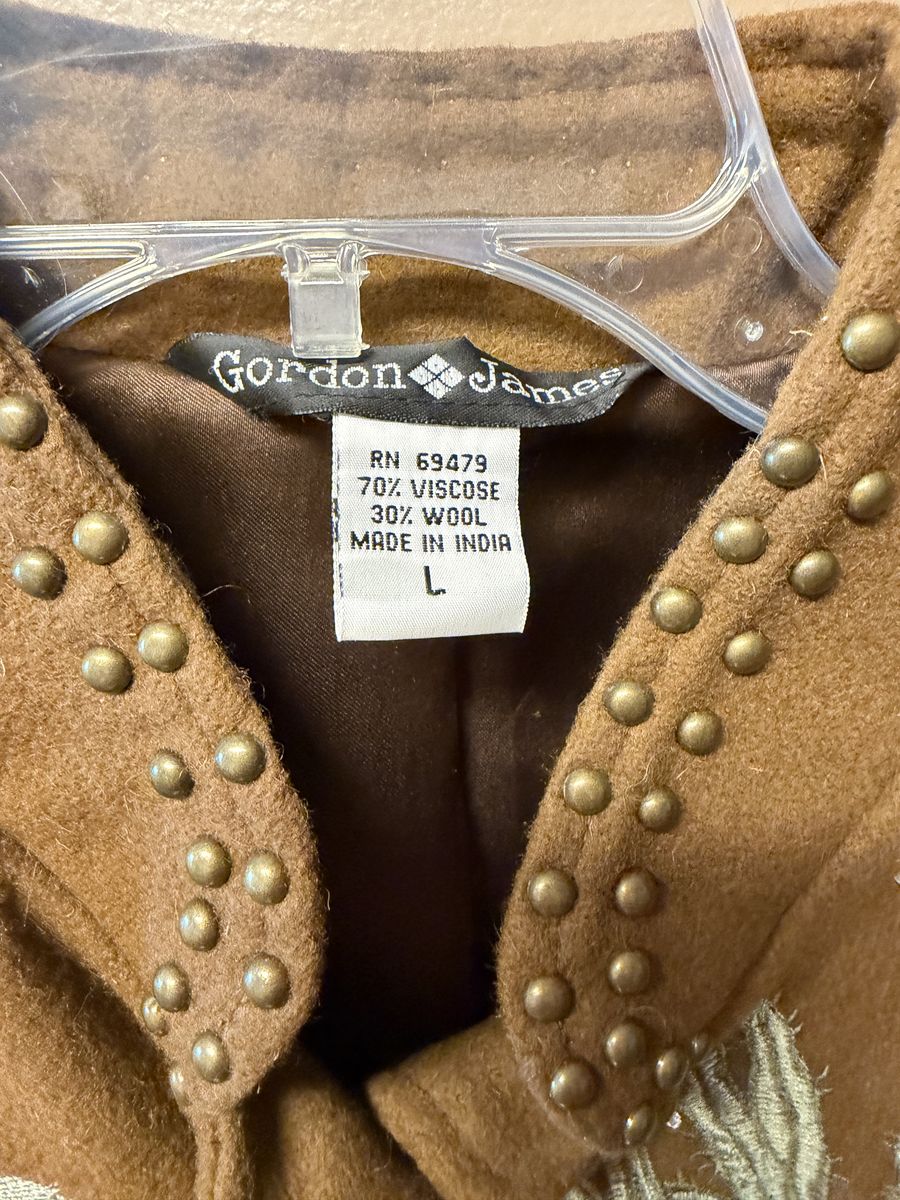 Gordon James
RN 69479
70% VISCOSE
30% WOOL
MADE IN INDIA
L